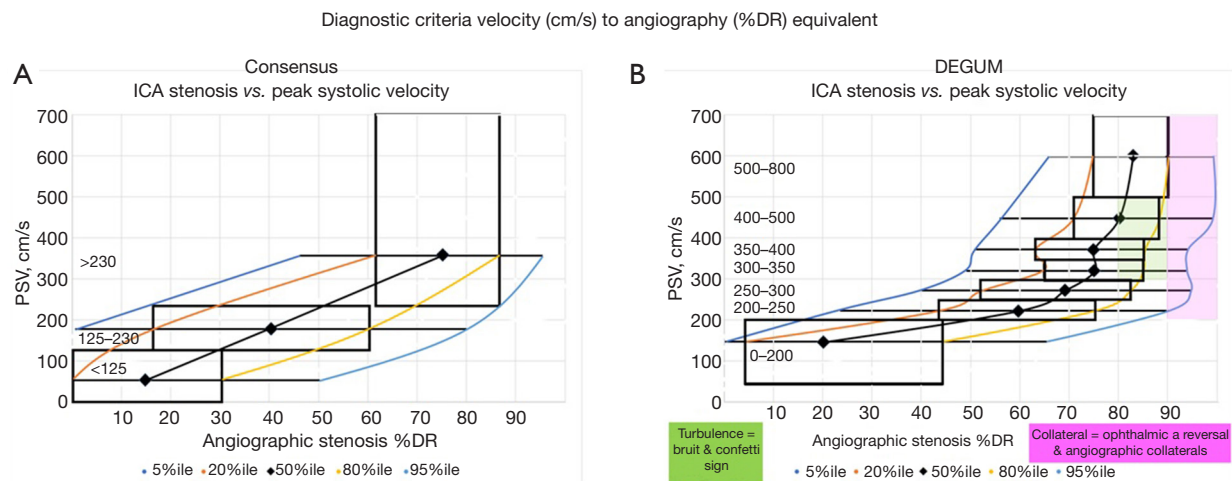 Diagnostic criteria velocity (cm/s) to angiography (%DR) equivalent
A
Consensus
ICA stenosis vs. peak systolic velocity
PSV, cm/s
700
600
500
400
300
200
100
0
>230
125–230
<125
10 20 30 40 50 60 70 80 90
Angiographic stenosis %DR
5%ile 20%ile 50%ile 80%ile 95%ile
B
DEGUM
ICA stenosis vs. peak systolic velocity
PSV, cm/s
700
600
500
400
300
200
100
0
500–800
400–500
350–400
300–350
250–300
200–250
0–200
10 20 30 40 50 60 70 80 90
Turbulence =
bruit & confetti
sign
Angiographic stenosis %DR
Collateral = ophthalmic a reversal
& angiographic collaterals
5%ile 20%ile 50%ile 80%ile 95%ile